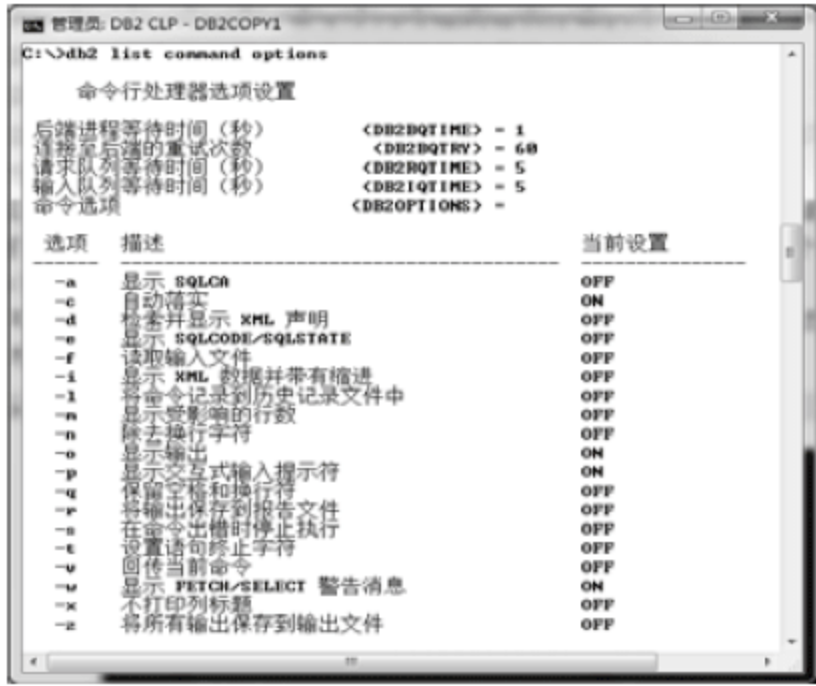 管理员: DB2 CLP - DB2COPY1
C:\>db2 list command options
命令行处理器选项设置
后端进程等待时间（秒） (DB2BQTIME) = 1
连接至后端的重试次数 (DB2BQTRY) = 60
请求队列等待时间（秒） (DB2RQTIME) = 5
输入队列等待时间（秒） (DB2IQTIME) = 5
命令选项 (DB2OPTIONS) =
选项 描述 当前设置
-a 显示 SQLCA OFF
-c 自动落实 ON
-d 检索并显示 XML 声明 OFF
-e 显示 SQLCODE/SQLSTATE OFF
-f 读取输入文件 OFF
-i 显示 XML 数据并带有缩进 OFF
-l 将命令记录到历史记录文件中 OFF
-m 显示受影响的行数 OFF
-n 除去换行字符 OFF
-o 显示输出 ON
-p 显示交互式输入提示符 ON
-q 保留空格和换行符 OFF
-r 将输出保存到报告文件 OFF
-s 在命令出错时停止执行 OFF
-t 设置语句终止字符 OFF
-v 回传当前命令 OFF
-w 显示 FETCH/SELECT 警告消息 ON
-x 不打印列标题 OFF
-z 将所有输出保存到输出文件 OFF